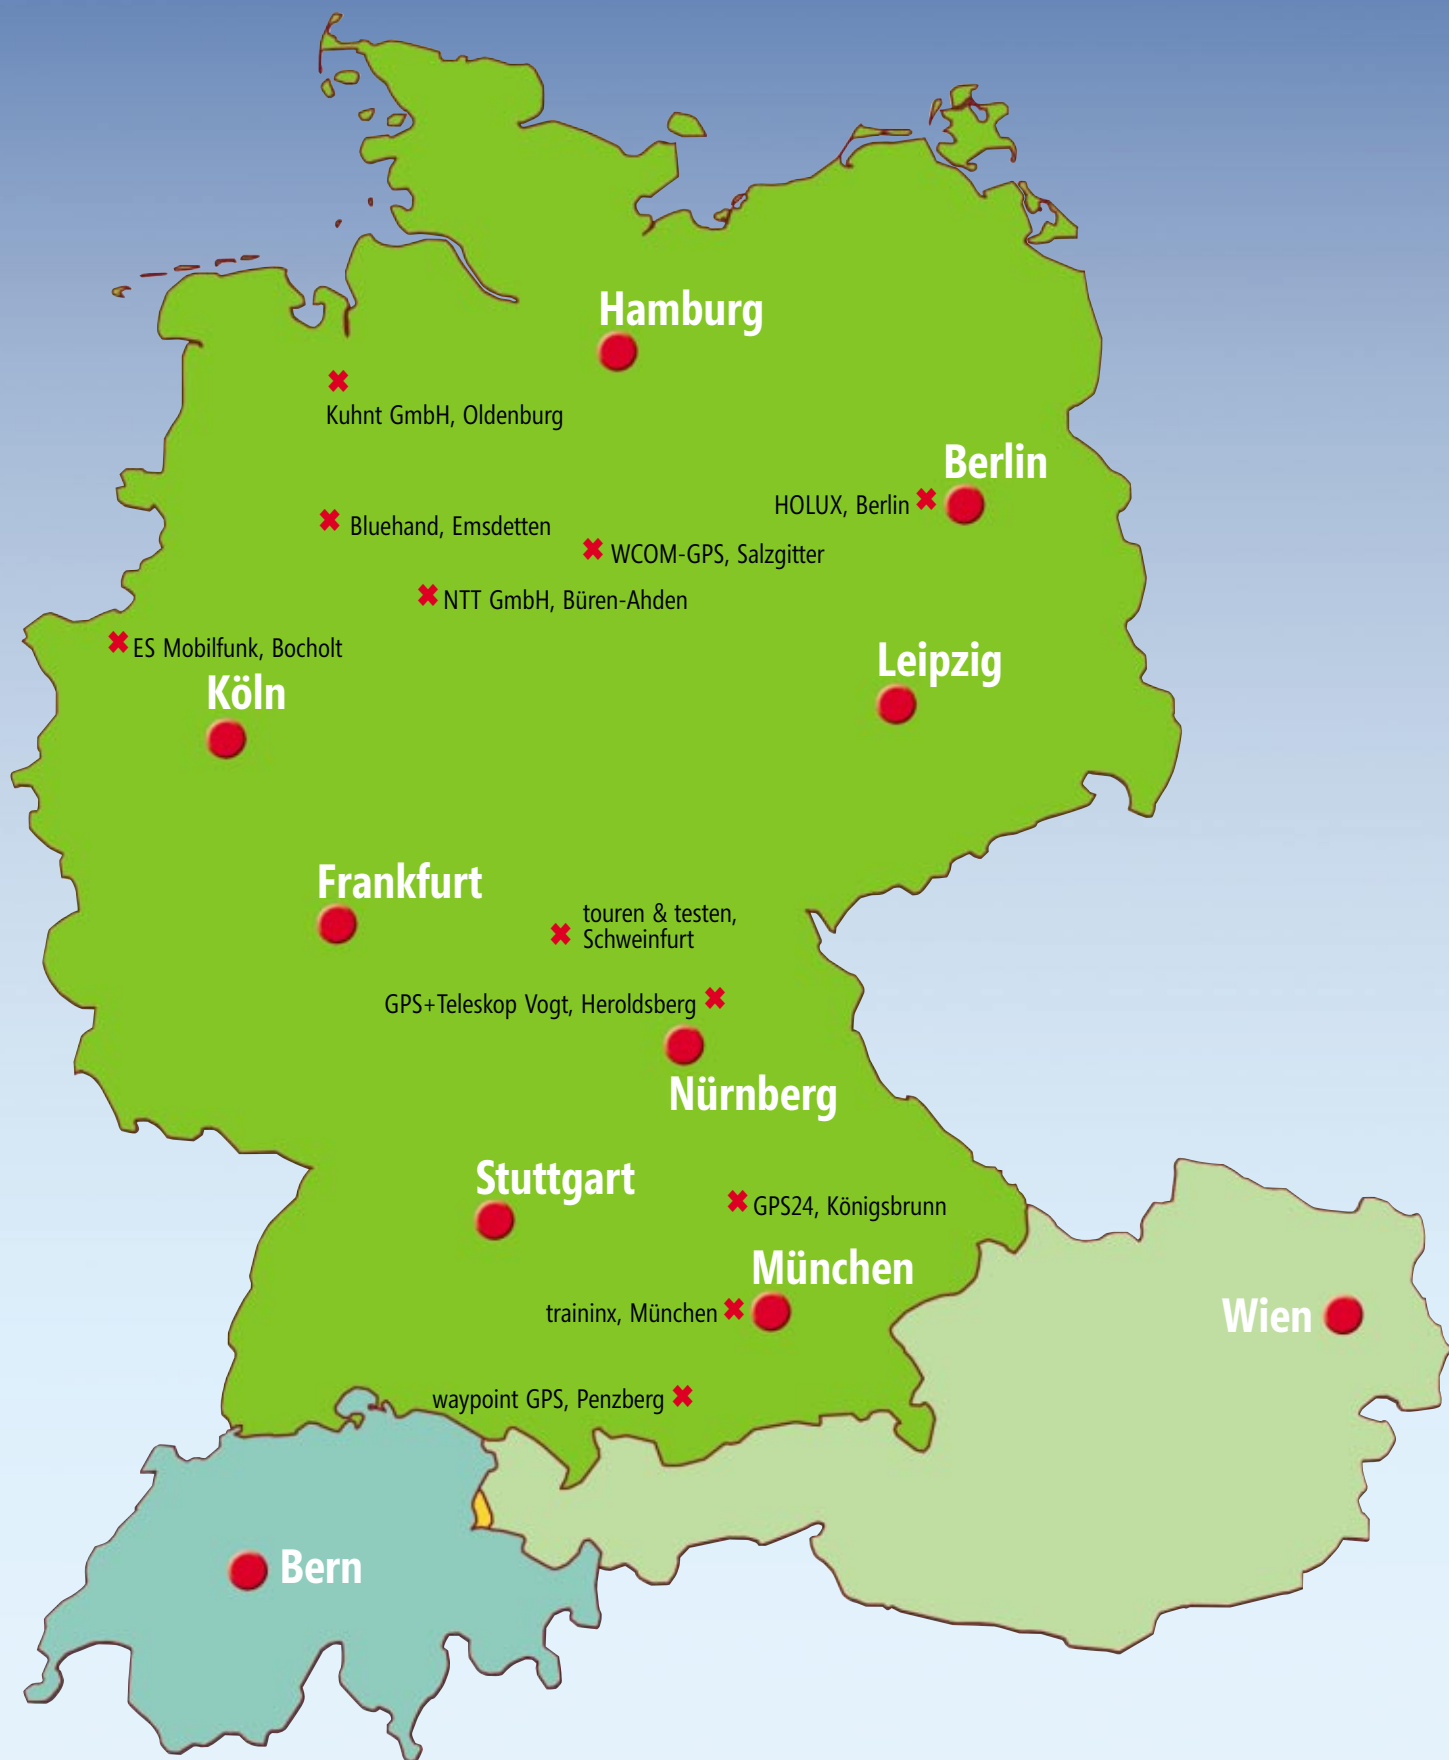 Hamburg
Kuhnt GmbH, Oldenburg
Berlin
HOLUX, Berlin
Bluehand, Emsdetten
WCOM-GPS, Salzgitter
NTT GmbH, Büren-Ahden
ES Mobilfunk, Bocholt
Leipzig
Köln
Frankfurt
touren & testen,
Schweinfurt
GPS+Teleskop Vogt, Heroldsberg
Nürnberg
Stuttgart
GPS24, Königsbrunn
München
traininx, München
Wien
waypoint GPS, Penzberg
Bern